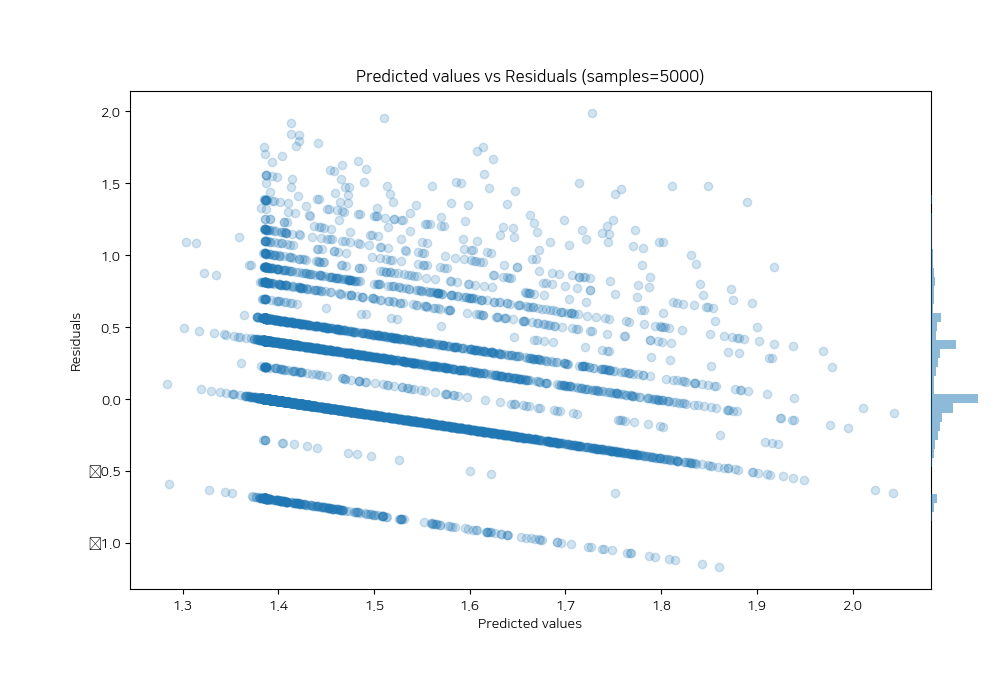 Predicted values vs Residuals (samples=5000)
2.0
1.5
1.0
0.5
0.0
☒0.5
☒1.0
Residuals
1.3 1.4 1.5 1.6 1.7 1.8 1.9 2.0
Predicted values